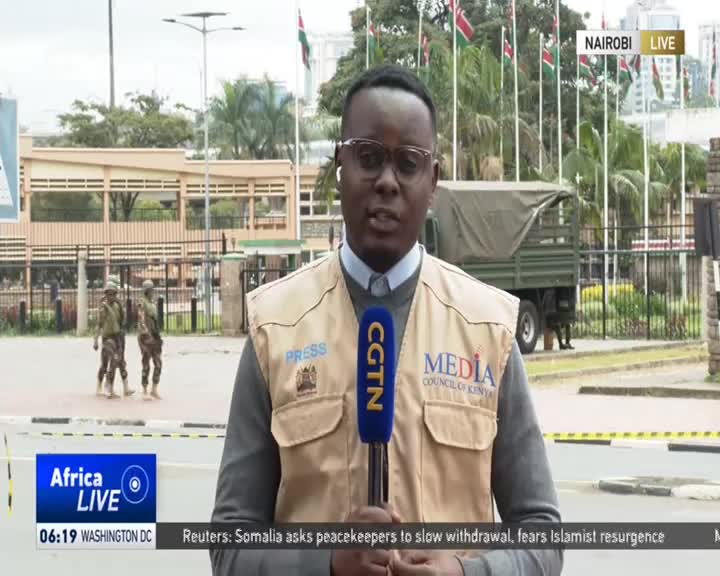 NAIROBI LIVE
PRESS
MEDIA
COUNCIL OF KENYA
CGTN
Africa
LIVE
06:19 WASHINGTON DC
Reuters: Somalia asks peacekeepers to slow withdrawal, fears Islamist resurgence
M